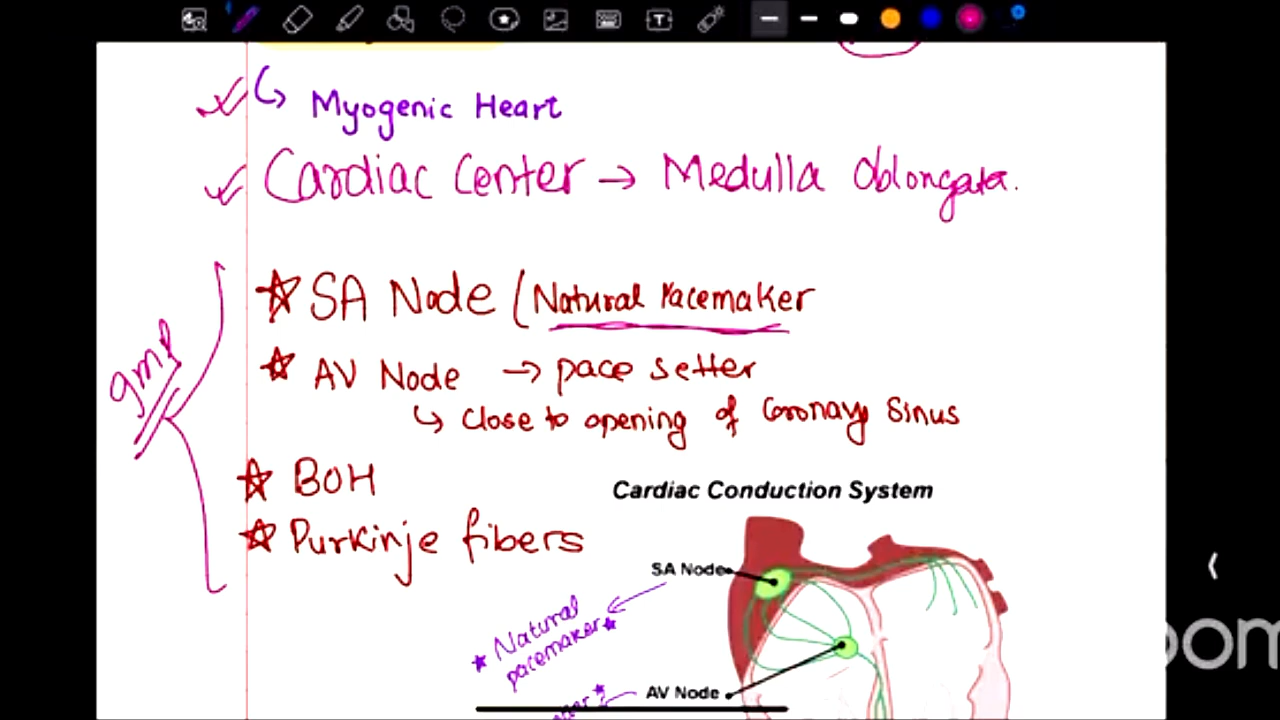 ↳ Myogenic Heart
Cardiac Center → Medulla Oblongata.
SA Node (Natural Pacemaker
AV Node → pace setter
↳ Close to opening of Coronary Sinus
BOH
Purkinje fibers
Imp
Cardiac Conduction System
SA Node
Natural
pacemaker
AV Node
oom